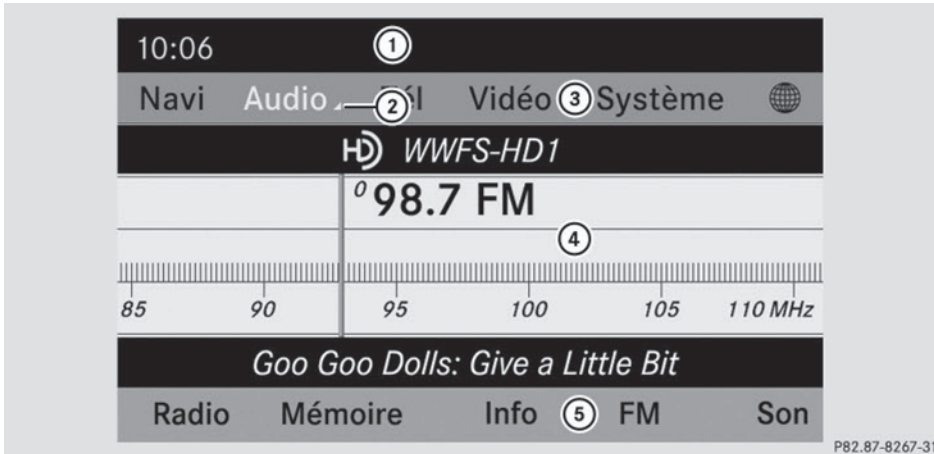 10:06 1
Navi Audio 2 él Vidéo 3 Système
HD WWFS-HD1
0 98.7 FM
4
85 90 95 100 105 110 MHz
Goo Goo Dolls: Give a Little Bit
Radio Mémoire Info 5 FM Son
P82.87-8267-31